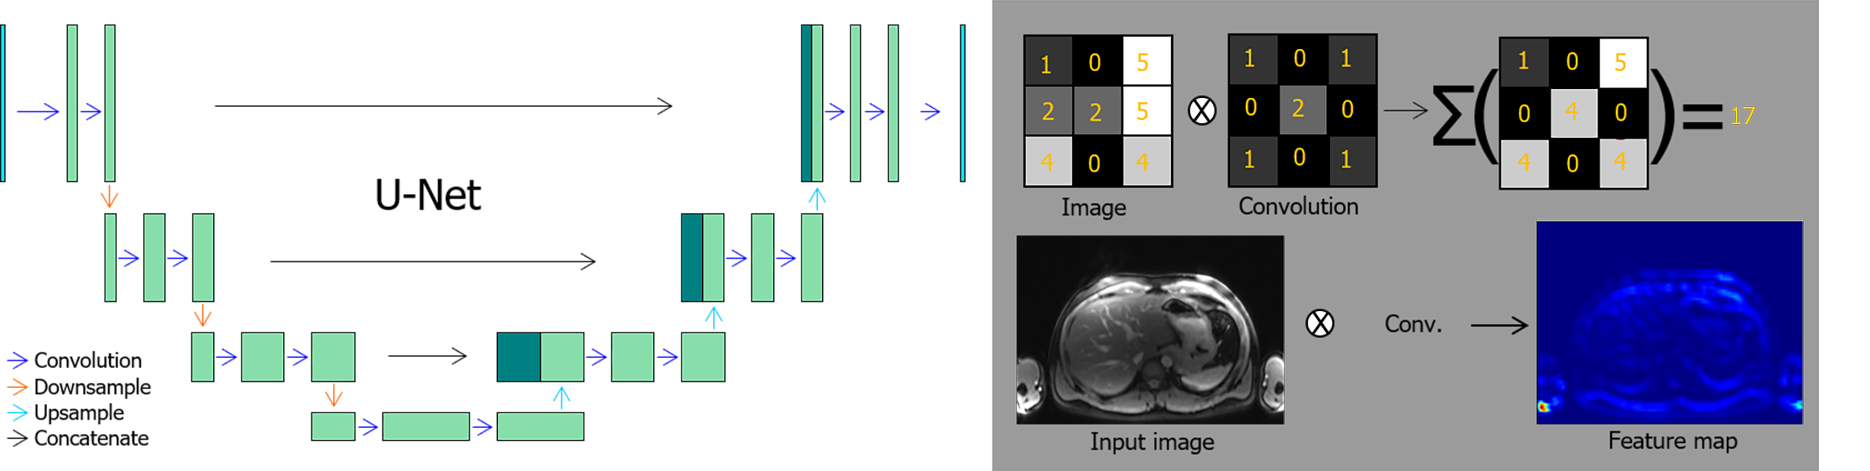 U-Net
Convolution
Downsample
Upsample
Concatenate
1 0 5
2 2 5
4 0 4
Image
1 0 1
0 2 0
1 0 1
Convolution
Σ(
1 0 5
0 4 0
4 0 4
) = 17
Input image
Conv.
Feature map